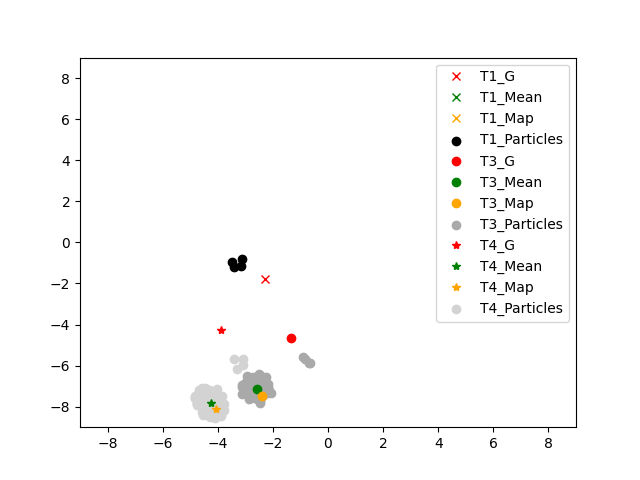 8
6
4
2
0
−2
−4
−6
−8
−8
−6
−4
−2
0
2
4
6
8
T1_G
T1_Mean
T1_Map
T1_Particles
T3_G
T3_Mean
T3_Map
T3_Particles
T4_G
T4_Mean
T4_Map
T4_Particles